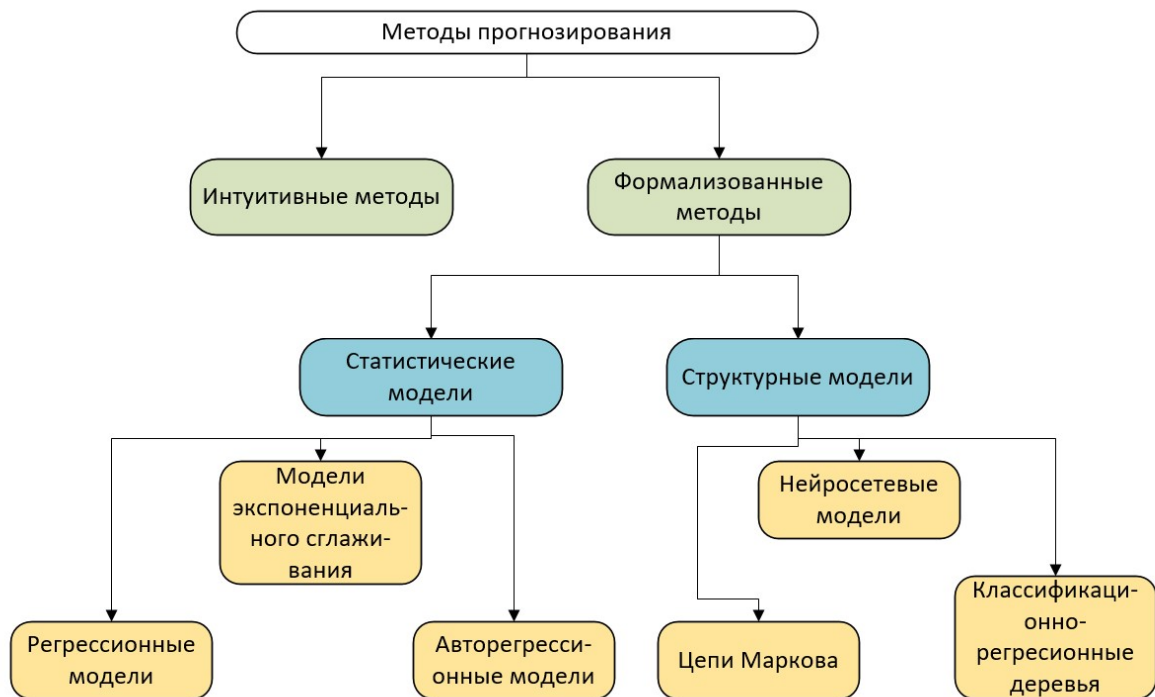 Методы прогнозирования
Интуитивные методы
Формализованные
методы
Статистические
модели
Структурные модели
Модели
экспоненциаль-
ного сглажи-
вания
Нейросетевые
модели
Регрессионные
модели
Авторегресси-
онные модели
Цепи Маркова
Классификаци-
онно-
регресионные
деревья